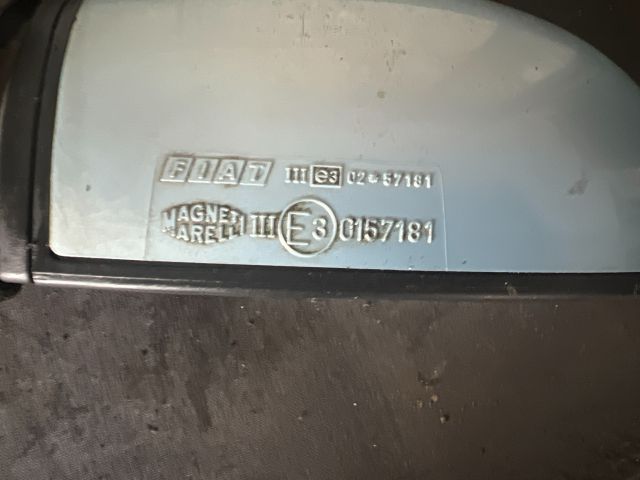 FIAT III e3 02*57181
MAGNETI MARELLI III E3 0157181